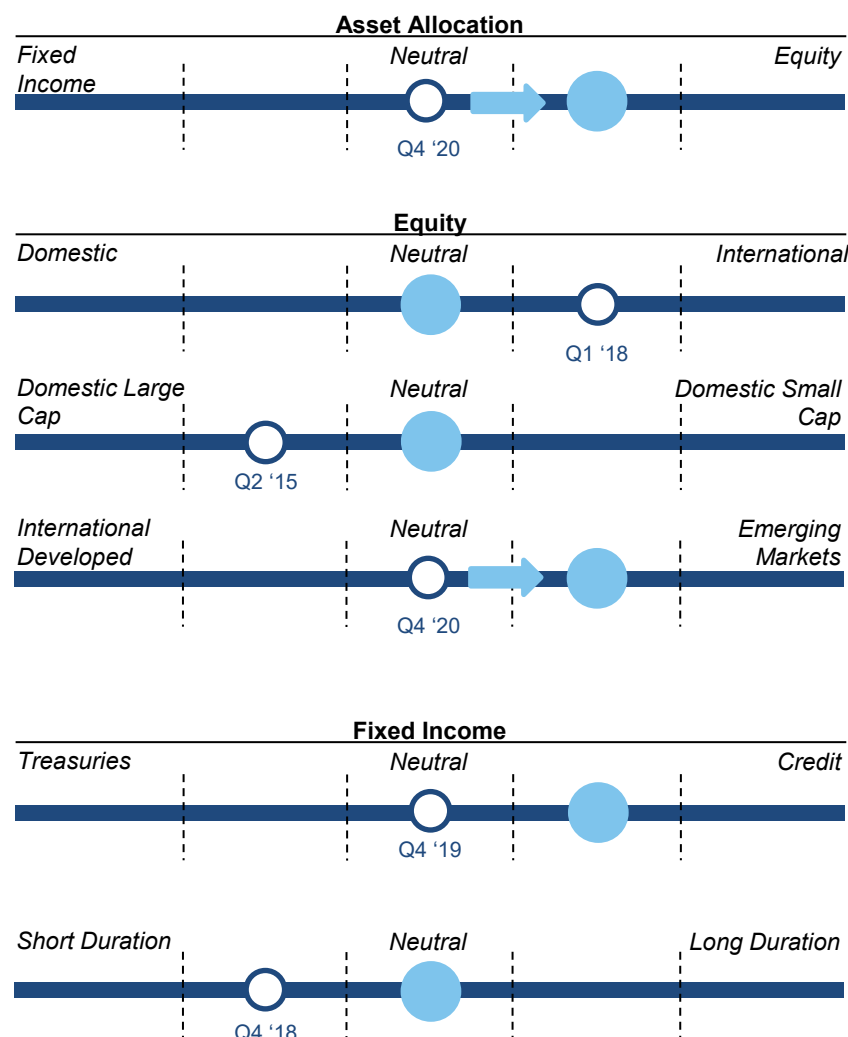 Asset Allocation
Fixed Income
Neutral
Equity
Q4 ‘20
Equity
Domestic
Neutral
International
Q1 ‘18
Domestic Large Cap
Neutral
Domestic Small Cap
Q2 ‘15
International Developed
Neutral
Emerging Markets
Q4 ‘20
Fixed Income
Treasuries
Neutral
Credit
Q4 ‘19
Short Duration
Neutral
Long Duration
Q4 ‘18